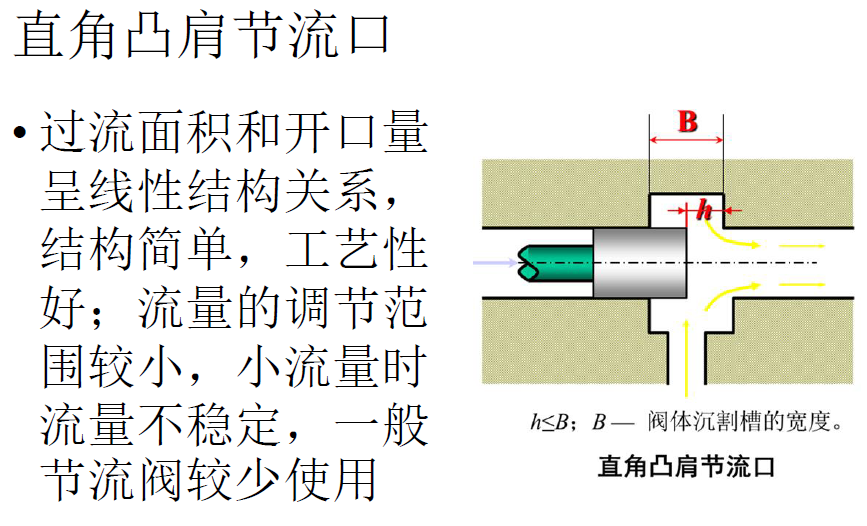 直角凸肩节流口
• 过流面积和开口量
呈线性结构关系，
结构简单，工艺性
好；流量的调节范
围较小，小流量时
流量不稳定，一般
节流阀较少使用
B
h
h≤B；B — 阀体沉割槽的宽度。
直角凸肩节流口